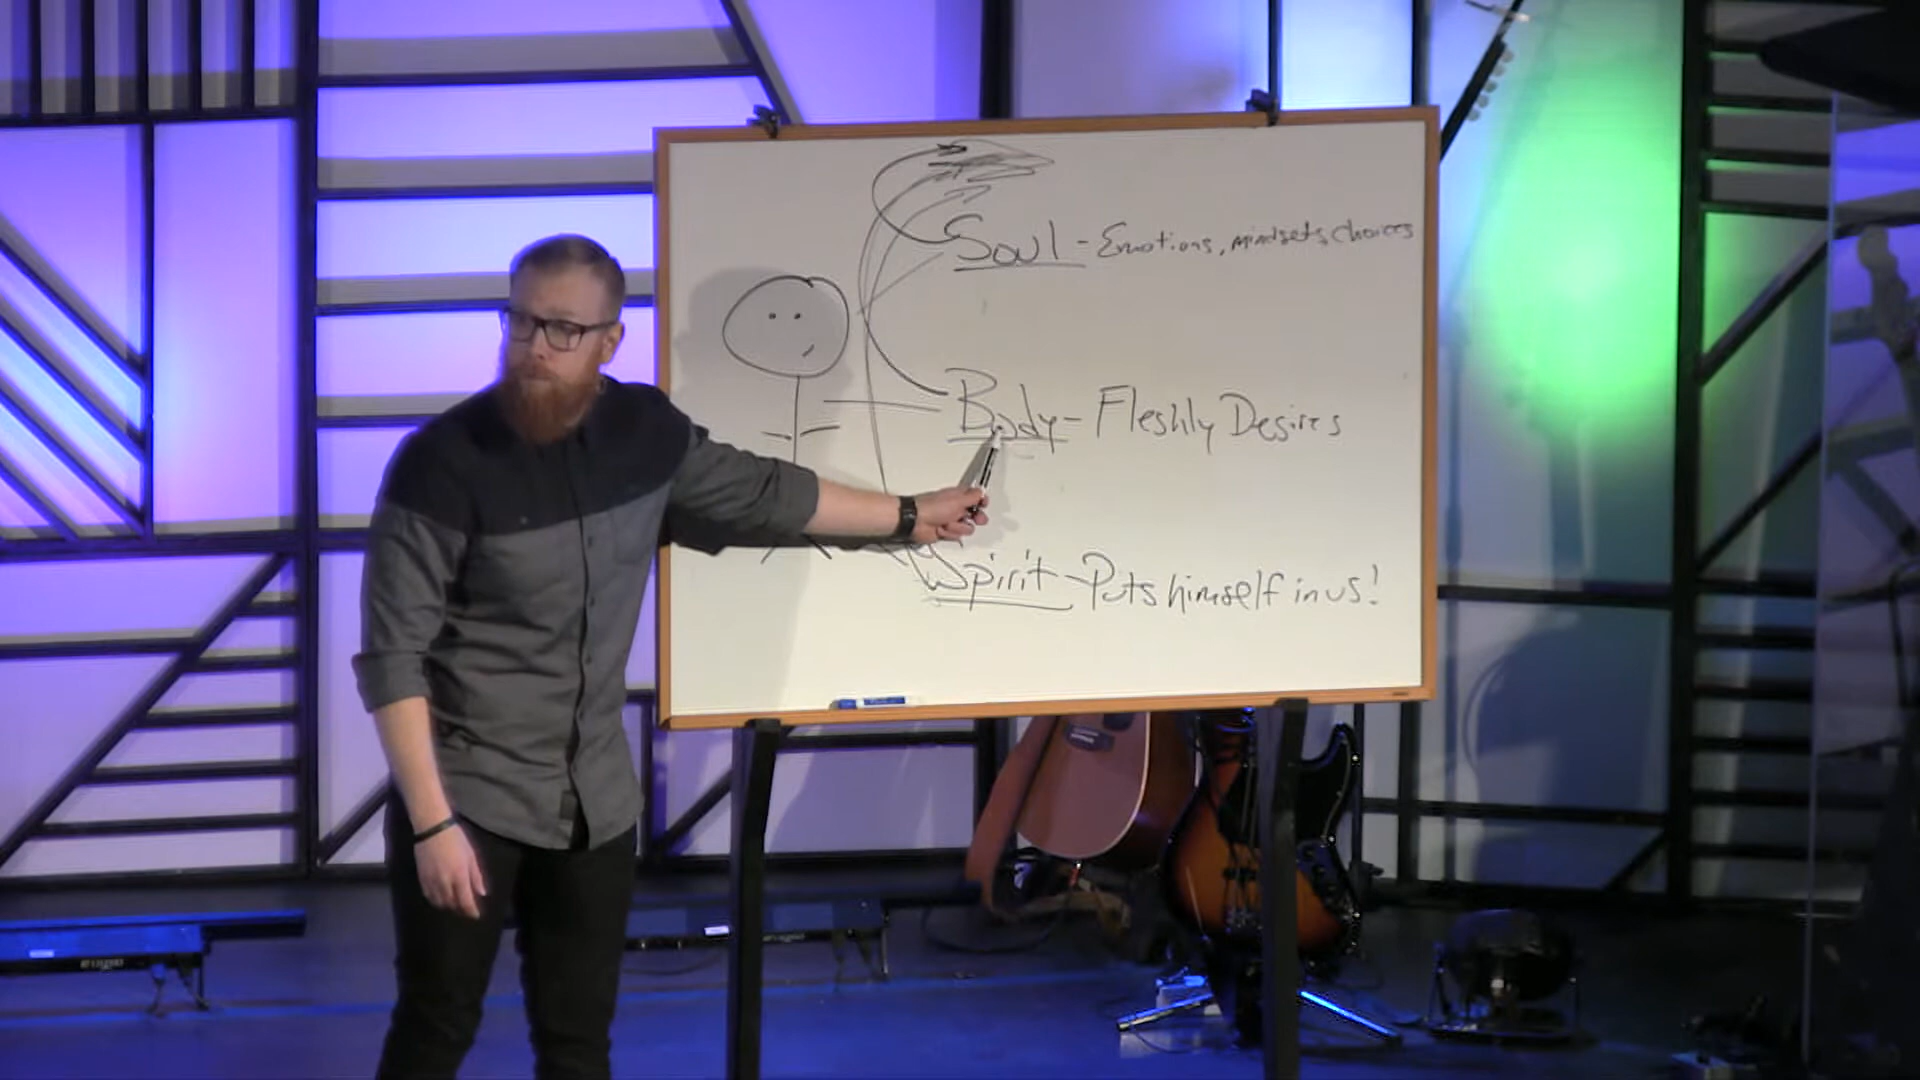 Soul - Emotions, mindsets, choices
Body - Fleshly Desires
Spirit - Puts himself in us!